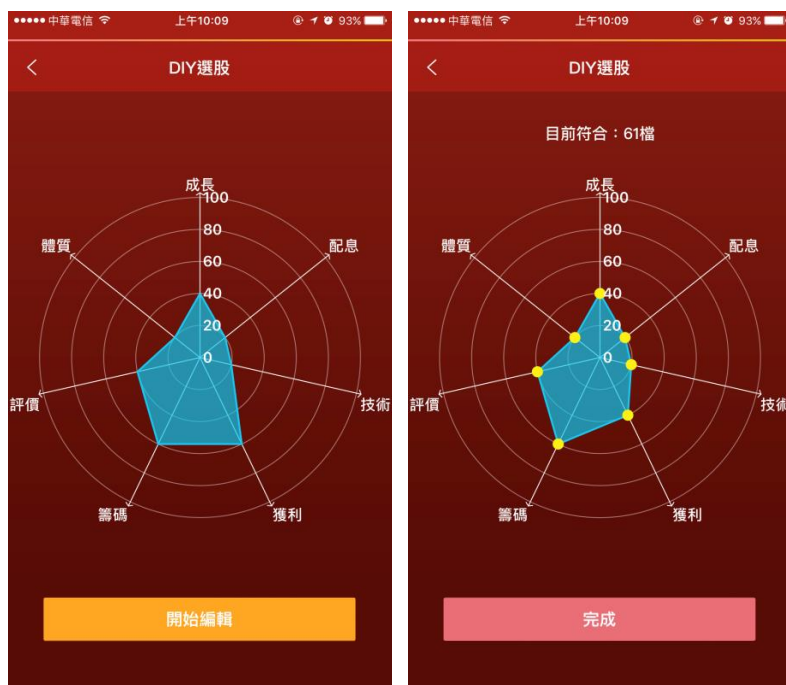 中華電信 上午10:09 93%
DIY選股
成長
100
80
體質 配息
60
40
20
0
評價 技術
籌碼 獲利
開始編輯
中華電信 上午10:09 93%
DIY選股
目前符合：61檔
成長
100
80
體質 配息
60
40
20
0
評價 技術
籌碼 獲利
完成